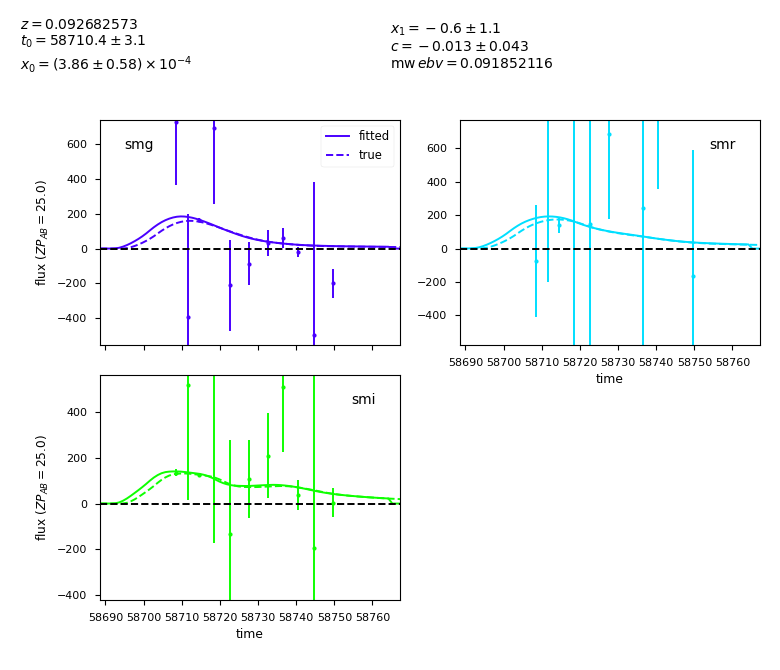 z = 0.092682573
t₀ = 58710.4 ± 3.1
x₀ = (3.86 ± 0.58) × 10⁻⁴
x₁ = −0.6 ± 1.1
c = −0.013 ± 0.043
mw ebv = 0.091852116
smg
fitted
true
600
400
200
0
−200
−400
flux (ZP_AB = 25.0)
smr
600
400
200
0
−200
−400
58690 58700 58710 58720 58730 58740 58750 58760
time
smi
400
200
0
−200
−400
flux (ZP_AB = 25.0)
58690 58700 58710 58720 58730 58740 58750 58760
time